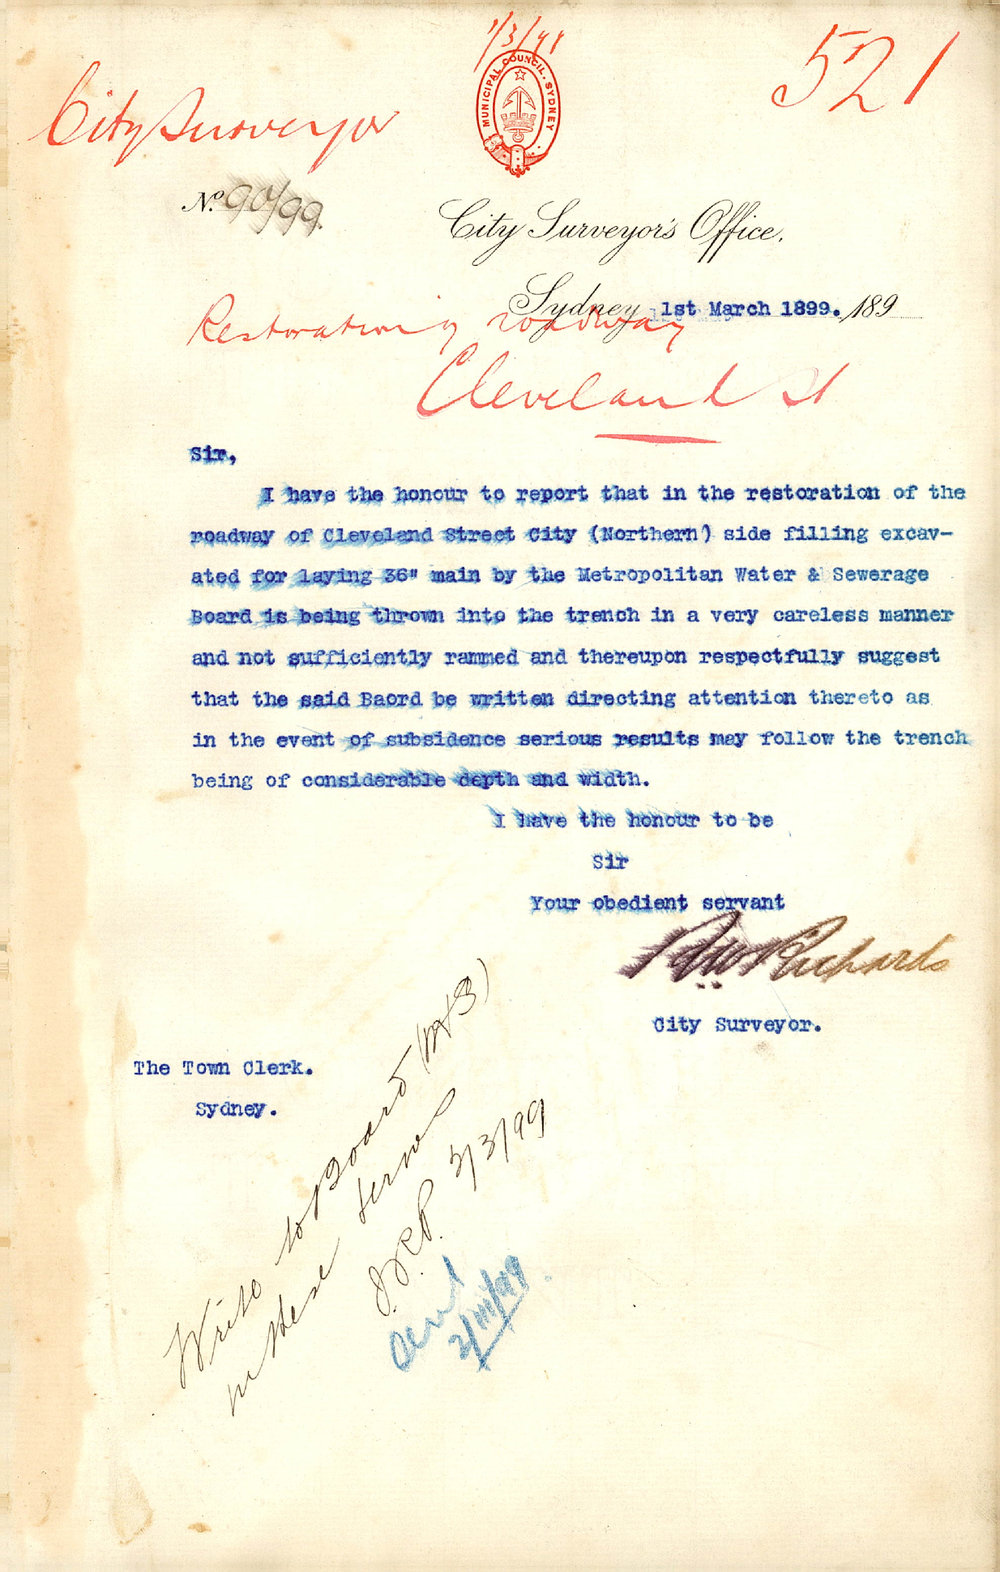 1/3/99
521
City Surveyor
MUNICIPAL COUNCIL. SYDNEY
No. 90/99.
City Surveyor's Office,
Sydney 1st March 1899. 189
Restoration of roadway
Cleveland St
Sir,
I have the honour to report that in the restoration of the
roadway of Cleveland Street City (Northern) side filling excav-
ated for laying 36" main by the Metropolitan Water & Sewerage
Board is being thrown into the trench in a very careless manner
and not sufficiently rammed and thereupon respectfully suggest
that the said Baord be written directing attention thereto as
in the event of subsidence serious results may follow the trench
being of considerable depth and width.
I have the honour to be
Sir
Your obedient servant
RW Richards
City Surveyor.
The Town Clerk.
Sydney.
Write to Board
in these terms
3/3/99